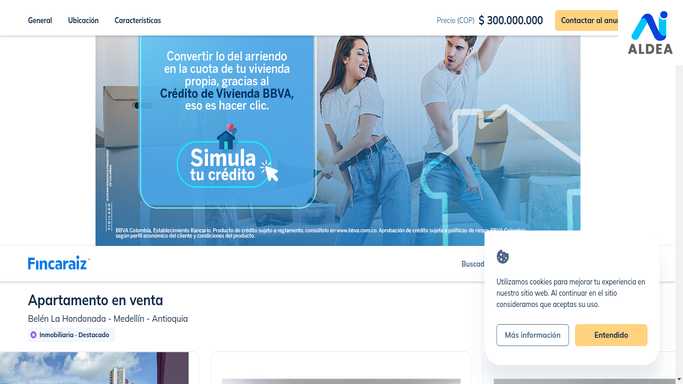 General Ubicación Características Precio (COP) $ 300.000.000 Contactar al anu
ALDEA
Convertir lo del arriendo
en la cuota de tu vivienda
propia, gracias al
Crédito de Vivienda BBVA,
eso es hacer clic.
Simula
tu crédito
BBVA Colombia, Establecimiento Bancario. Producto de crédito sujeto a reglamento, consúltelo en www.bbva.com.co. Aprobación de crédito sujeta a políticas de riesgo BBVA Colombia
según perfil económico del cliente y condiciones del producto.
Fincaraíz
Buscad
Apartamento en venta
Belén La Hondonada - Medellín - Antioquia
Inmobiliaria - Destacado
Utilizamos cookies para mejorar tu experiencia en
nuestro sitio web. Al continuar en el sitio
consideramos que aceptas su uso.
Más información Entendido